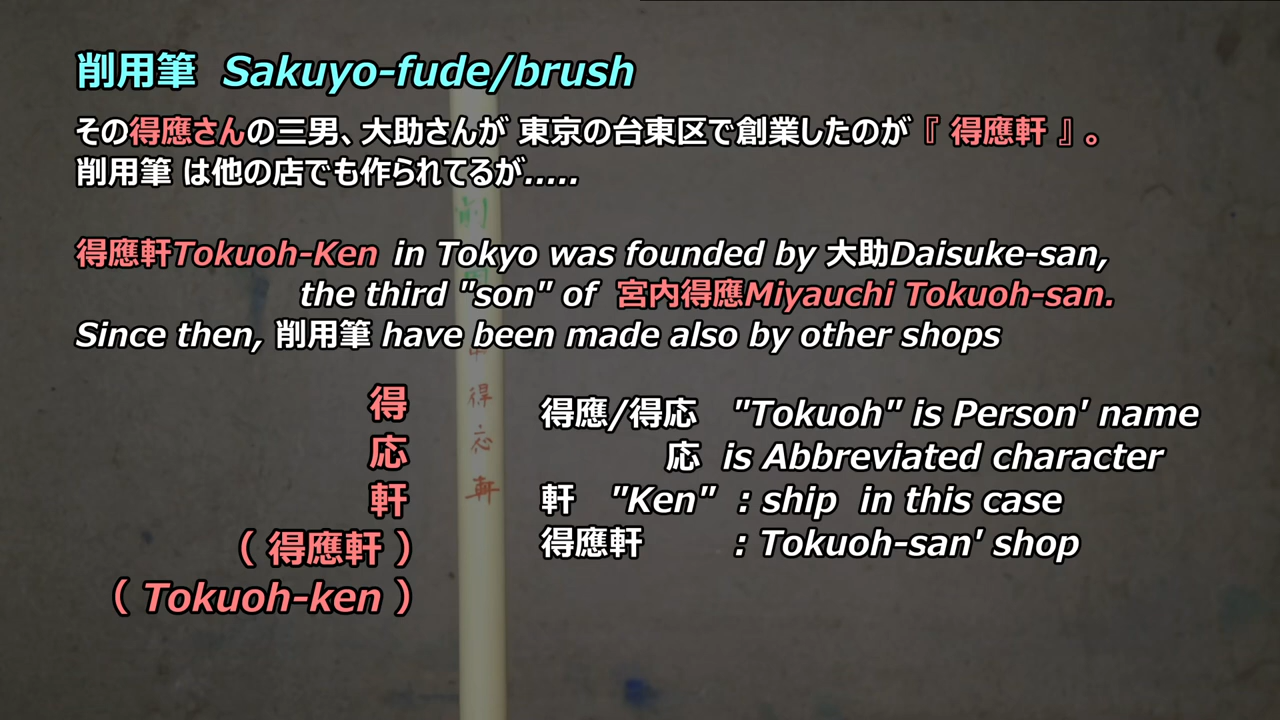 削用筆 Sakuyo-fude/brush
その得應さんの三男、大助さんが 東京の台東区で創業したのが『 得應軒 』。
削用筆 は他の店でも作られてるが.....
得應軒Tokuoh-Ken in Tokyo was founded by 大助Daisuke-san,
the third "son" of 宮内得應Miyauchi Tokuoh-san.
Since then, 削用筆 have been made also by other shops
得
応
軒
( 得應軒 )
( Tokuoh-ken )
得應/得応 "Tokuoh" is Person' name
応 is Abbreviated character
軒 "Ken" : ship in this case
得應軒 : Tokuoh-san' shop
削
得応軒